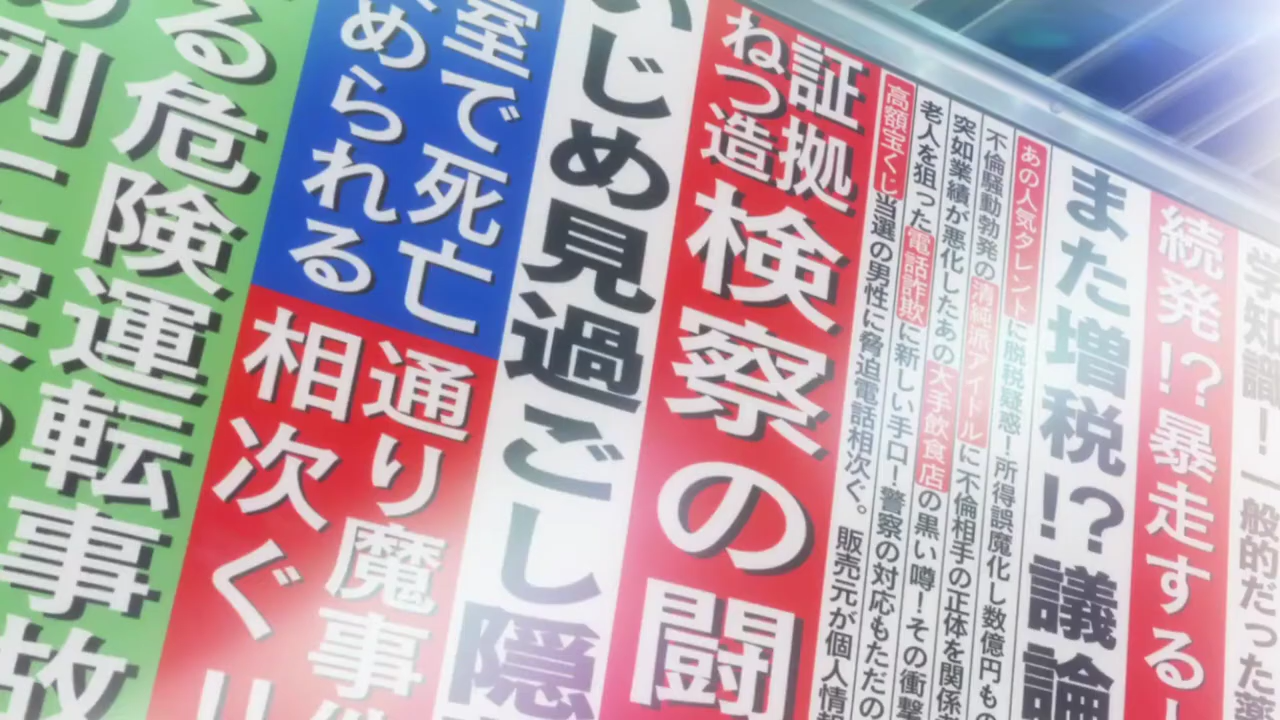 学知識！一般的だった薬
続発!?暴走する
また増税!?議論
あの人気タレントに脱税疑惑！所得誤魔化し数億円もの
不倫騒動勃発の清純派アイドルに不倫相手の正体を関係者
突如業績が悪化したあの大手飲食店の黒い噂！その衝撃
老人を狙った電話詐欺に新しい手口！警察の対応もただの
高額宝くじ当選の男性に脅迫電話相次ぐ。販売元が個人情報
証拠
ねつ造
検察の闇
いじめ見過ごし隠
室で死亡
められる
通り魔事件
相次ぐ
る危険運転事故
列に